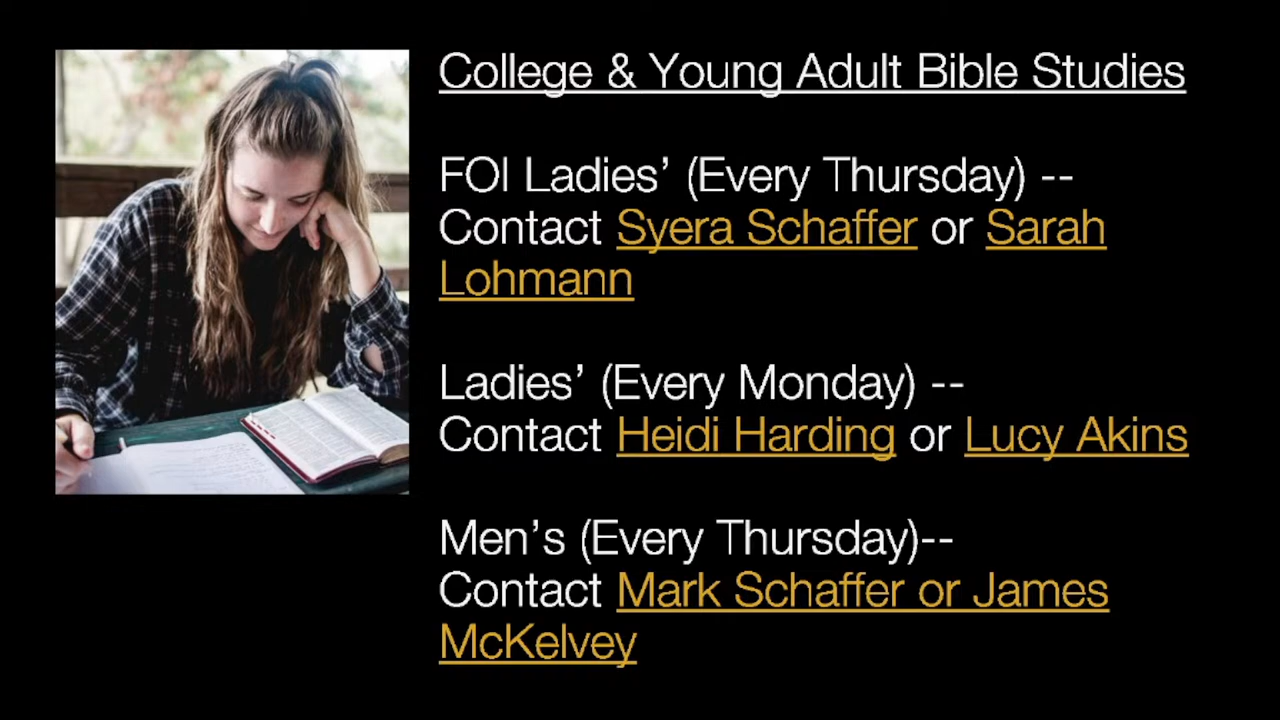 College & Young Adult Bible Studies
FOI Ladies’ (Every Thursday) --
Contact Syera Schaffer or Sarah
Lohmann
Ladies’ (Every Monday) --
Contact Heidi Harding or Lucy Akins
Men’s (Every Thursday)--
Contact Mark Schaffer or James
McKelvey